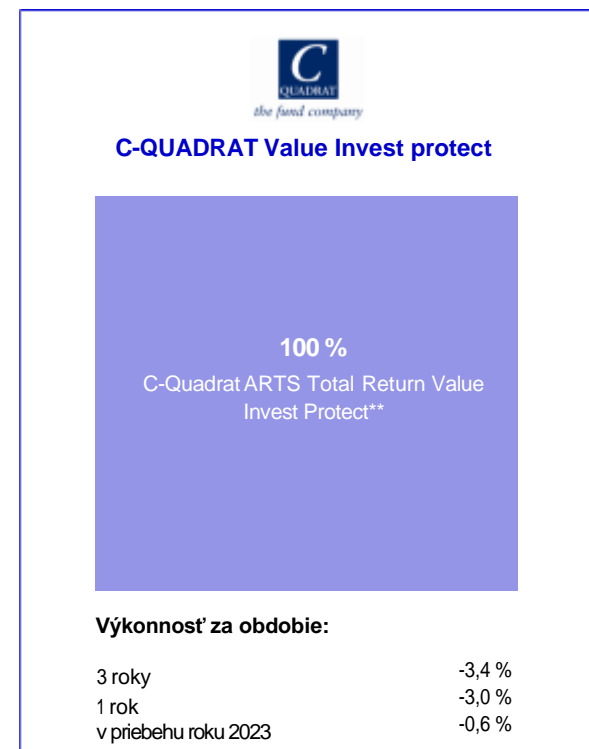 C
QUADRAT
the fund company
C-QUADRAT Value Invest protect
100 %
C-Quadrat ARTS Total Return Value
Invest Protect**
Výkonnosť za obdobie:
3 roky -3,4 %
1 rok -3,0 %
v priebehu roku 2023 -0,6 %